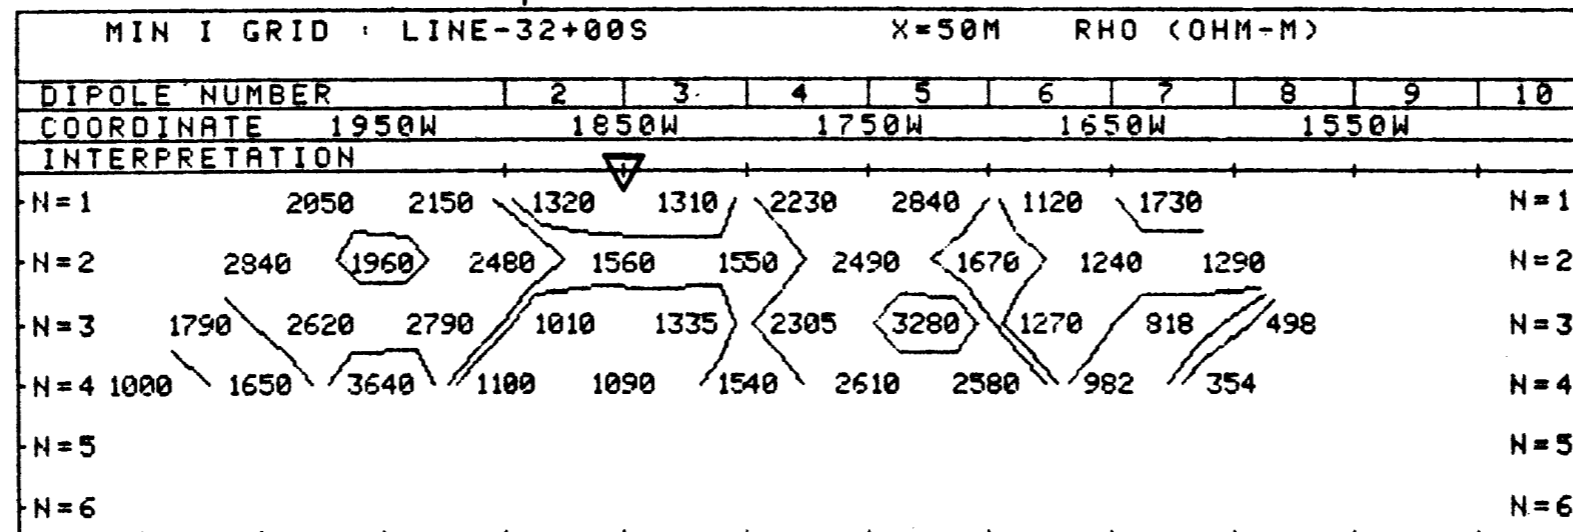 MIN I GRID : LINE-32+00S X=50M RHO (OHM-M)
DIPOLE NUMBER 2 3 4 5 6 7 8 9 10
COORDINATE 1950W 1850W 1750W 1650W 1550W
INTERPRETATION
N=1 2050 2150 1320 1310 2230 2840 1120 1730 N=1
N=2 2840 1960 2480 1560 1550 2490 1670 1240 1290 N=2
N=3 1790 2620 2790 1010 1335 2305 3280 1270 818 498 N=3
N=4 1000 1650 3640 1100 1090 1540 2610 2580 982 354 N=4
N=5 N=5
N=6 N=6